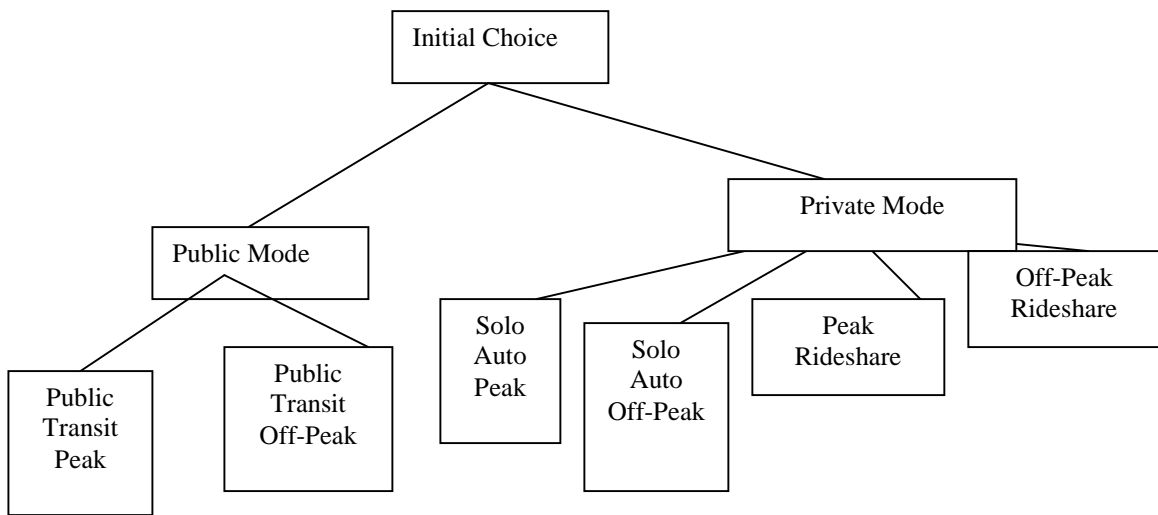 Initial Choice
Private Mode
Public Mode
Off-Peak
Rideshare
Solo
Auto
Peak
Peak
Rideshare
Solo
Auto
Off-Peak
Public
Transit
Off-Peak
Public
Transit
Peak